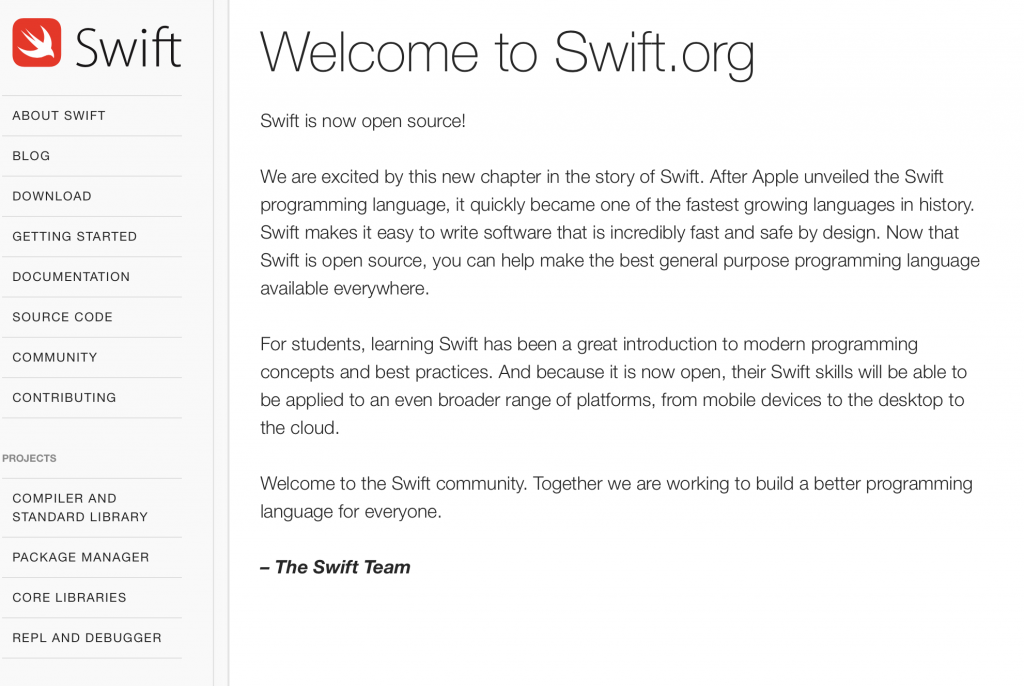 Swift
ABOUT SWIFT
BLOG
DOWNLOAD
GETTING STARTED
DOCUMENTATION
SOURCE CODE
COMMUNITY
CONTRIBUTING
PROJECTS
COMPILER AND
STANDARD LIBRARY
PACKAGE MANAGER
CORE LIBRARIES
REPL AND DEBUGGER
Welcome to Swift.org
Swift is now open source!
We are excited by this new chapter in the story of Swift. After Apple unveiled the Swift
programming language, it quickly became one of the fastest growing languages in history.
Swift makes it easy to write software that is incredibly fast and safe by design. Now that
Swift is open source, you can help make the best general purpose programming language
available everywhere.
For students, learning Swift has been a great introduction to modern programming
concepts and best practices. And because it is now open, their Swift skills will be able to
be applied to an even broader range of platforms, from mobile devices to the desktop to
the cloud.
Welcome to the Swift community. Together we are working to build a better programming
language for everyone.
– The Swift Team